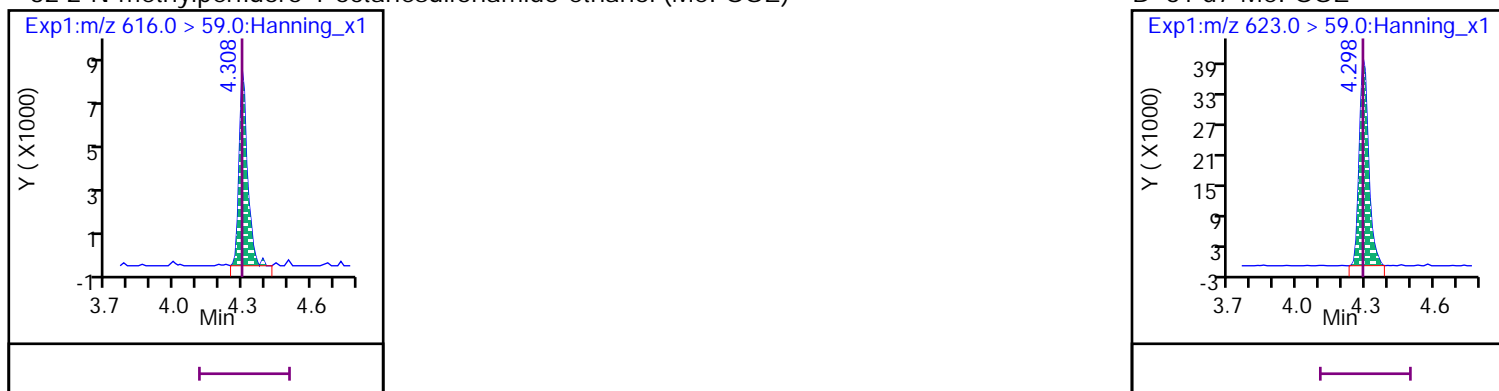 Exp1:m/z 616.0 > 59.0:Hanning_x1
4.308
Y ( X1000)
9
7
5
3
1
-1
3.7 4.0 4.3 4.6
Min
Exp1:m/z 623.0 > 59.0:Hanning_x1
4.298
Y ( X1000)
39
33
27
21
15
9
3
-3
3.7 4.0 4.3 4.6
Min